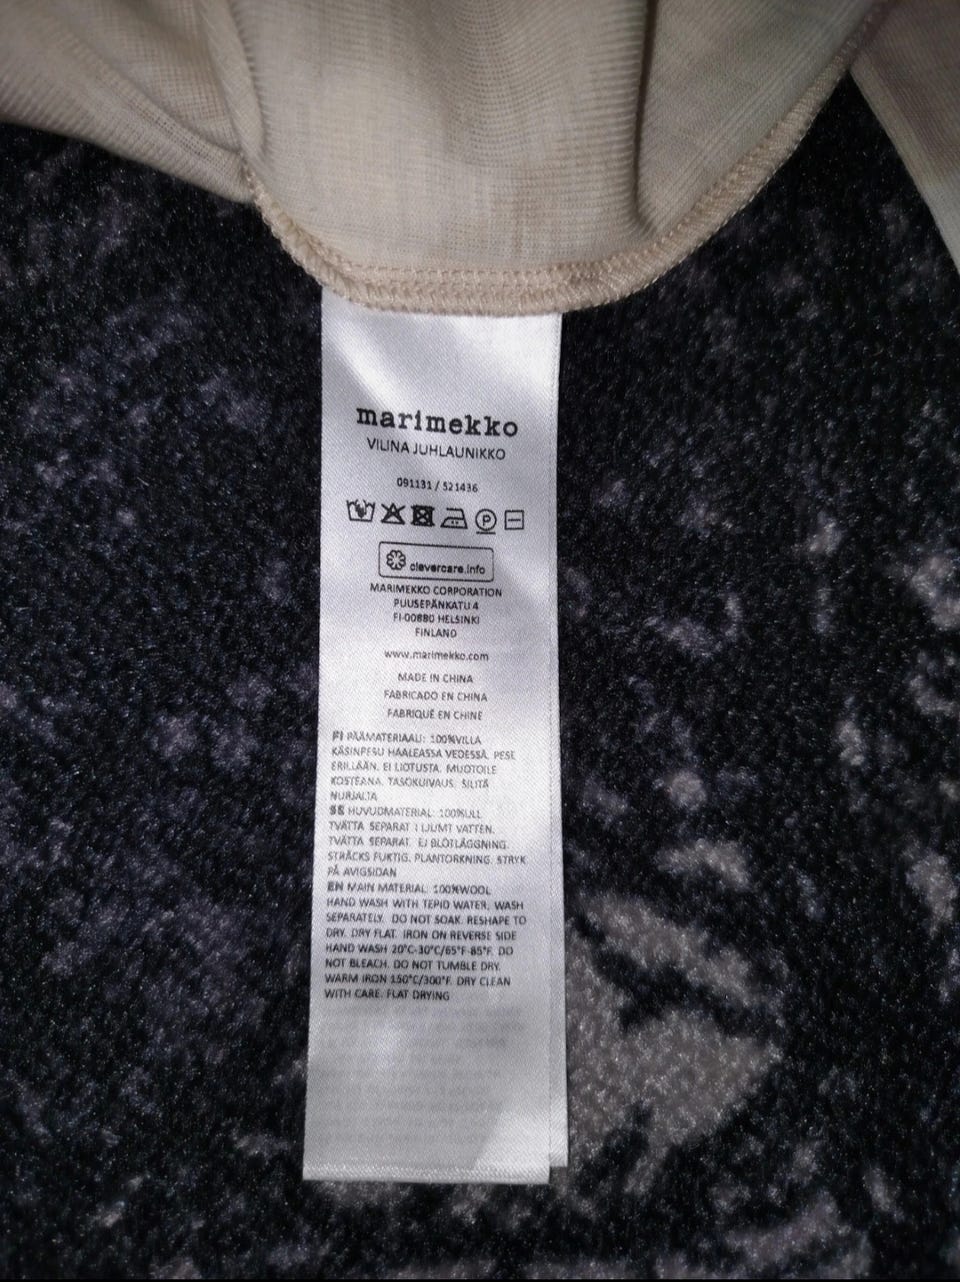 marimekko
VILINA JUHLAUNIKKO
091131 / 521436
P
clevercare.info
MARIMEKKO CORPORATION
PUUSEPÄNKATU 4
FI-00880 HELSINKI
FINLAND
www.marimekko.com
MADE IN CHINA
FABRICADO EN CHINA
FABRIQUÉ EN CHINE
FI PÄÄMATERIAALI: 100%VILLA
KÄSINPESU HAALEASSA VEDESSÄ. PESE
ERILLÄÄN. EI LIOTUSTA. MUOTOILE
KOSTEANA. TASOKUIVAUS. SILITÄ
NURJALTA
SE HUVUDMATERIAL: 100%ULL
TVÄTTA SEPARAT I LJUMT VATTEN.
TVÄTTA SEPARAT. EJ BLÖTLÄGGNING.
STRÄCKS FUKTIG. PLANTORKNING. STRYK
PÅ AVIGSIDAN
EN MAIN MATERIAL: 100%WOOL
HAND WASH WITH TEPID WATER. WASH
SEPARATELY. DO NOT SOAK. RESHAPE TO
DRY. DRY FLAT. IRON ON REVERSE SIDE
HAND WASH 20°C-30°C/65°F-85°F. DO
NOT BLEACH. DO NOT TUMBLE DRY.
WARM IRON 150°C/300°F. DRY CLEAN
WITH CARE. FLAT DRYING